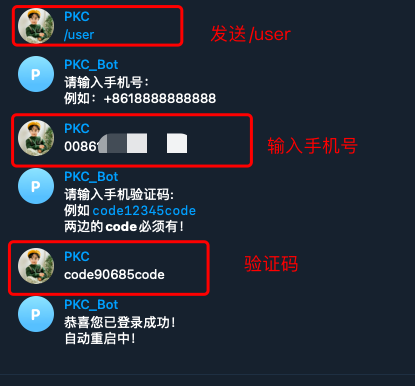 PKC
/user
发送/user
PKC_Bot
请输入手机号：
例如：+8618888888888
PKC
0086
输入手机号
PKC_Bot
请输入手机验证码:
例如 code12345code
两边的 code 必须有！
PKC
code90685code
验证码
PKC_Bot
恭喜您已登录成功！
自动重启中！
P
P
P